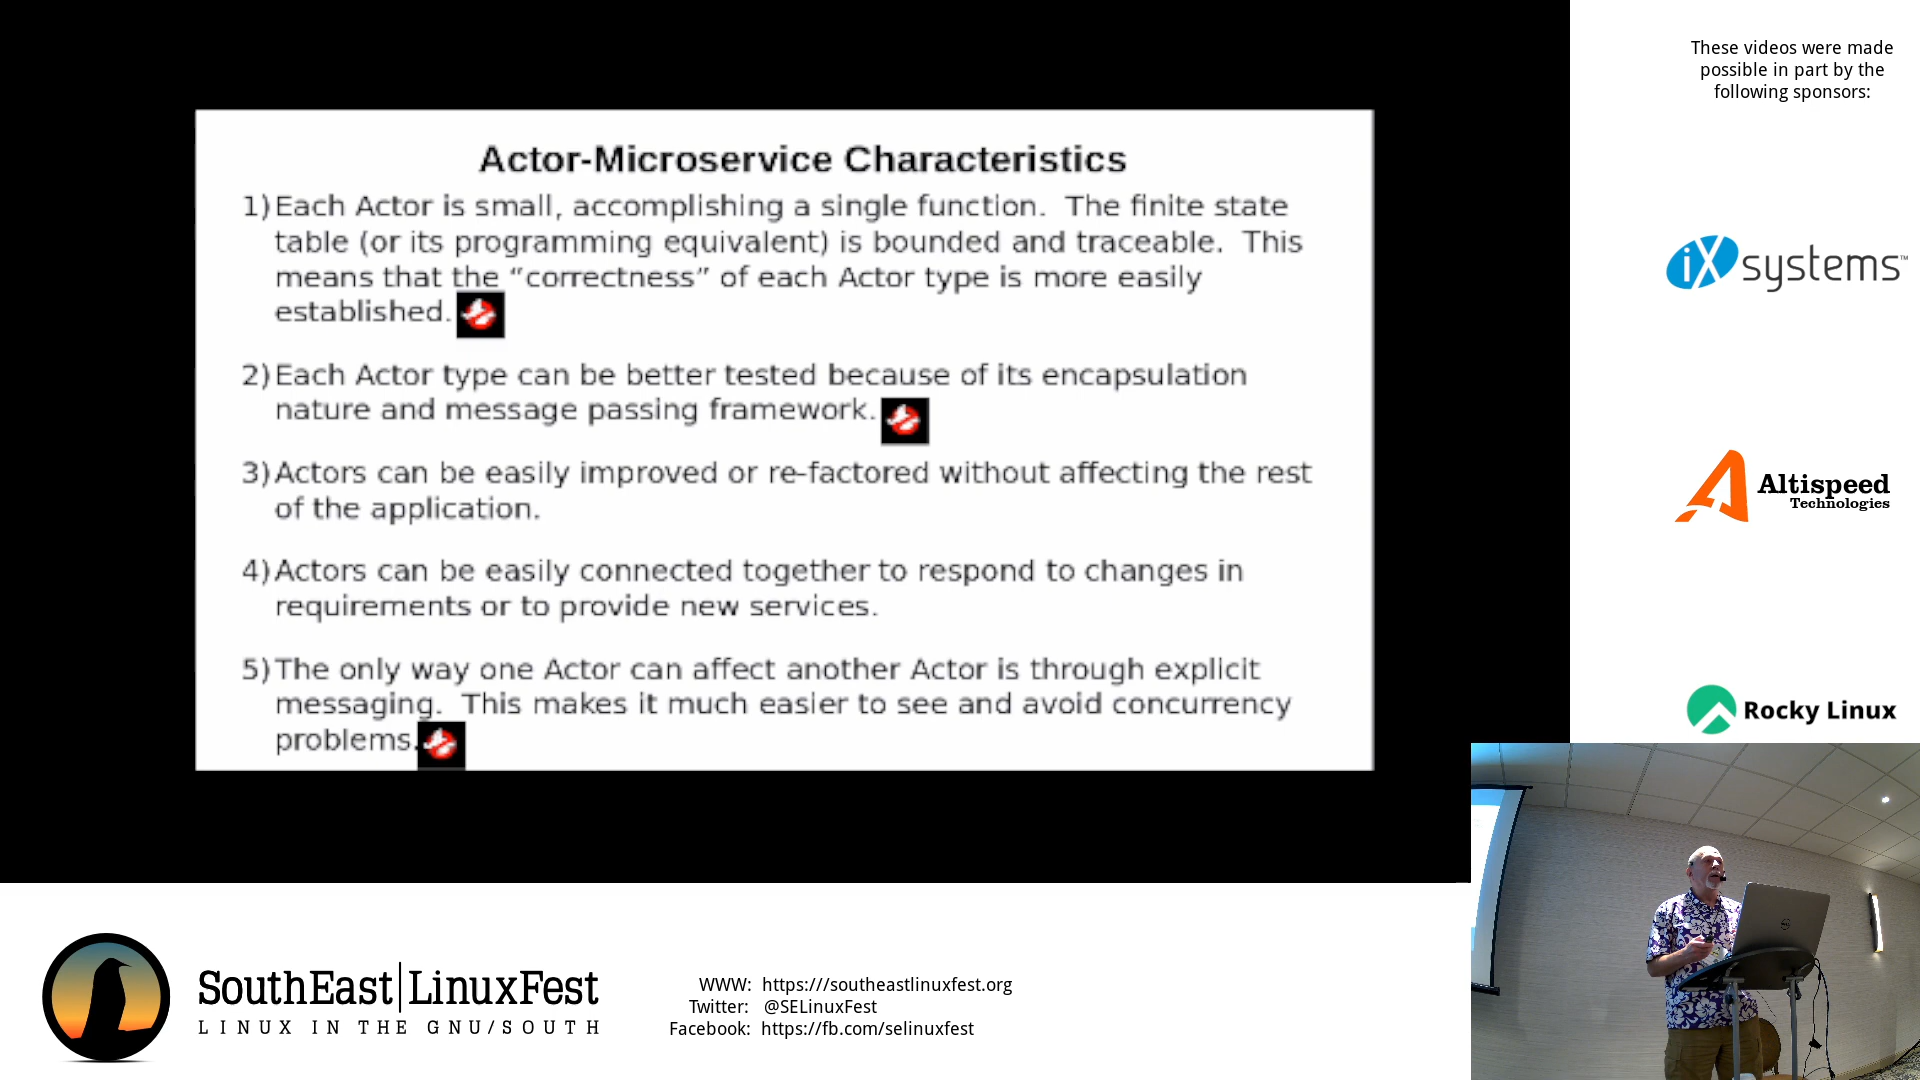 These videos were made
possible in part by the
following sponsors:
Actor-Microservice Characteristics
1) Each Actor is small, accomplishing a single function. The finite state
table (or its programming equivalent) is bounded and traceable. This
means that the “correctness” of each Actor type is more easily
established.
2) Each Actor type can be better tested because of its encapsulation
nature and message passing framework.
3) Actors can be easily improved or re-factored without affecting the rest
of the application.
4) Actors can be easily connected together to respond to changes in
requirements or to provide new services.
5) The only way one Actor can affect another Actor is through explicit
messaging. This makes it much easier to see and avoid concurrency
problems.
iXsystems™
Altispeed
Technologies
Rocky Linux
SouthEast|LinuxFest
LINUX IN THE GNU/SOUTH
WWW: https:///southeastlinuxfest.org
Twitter: @SELinuxFest
Facebook: https://fb.com/selinuxfest